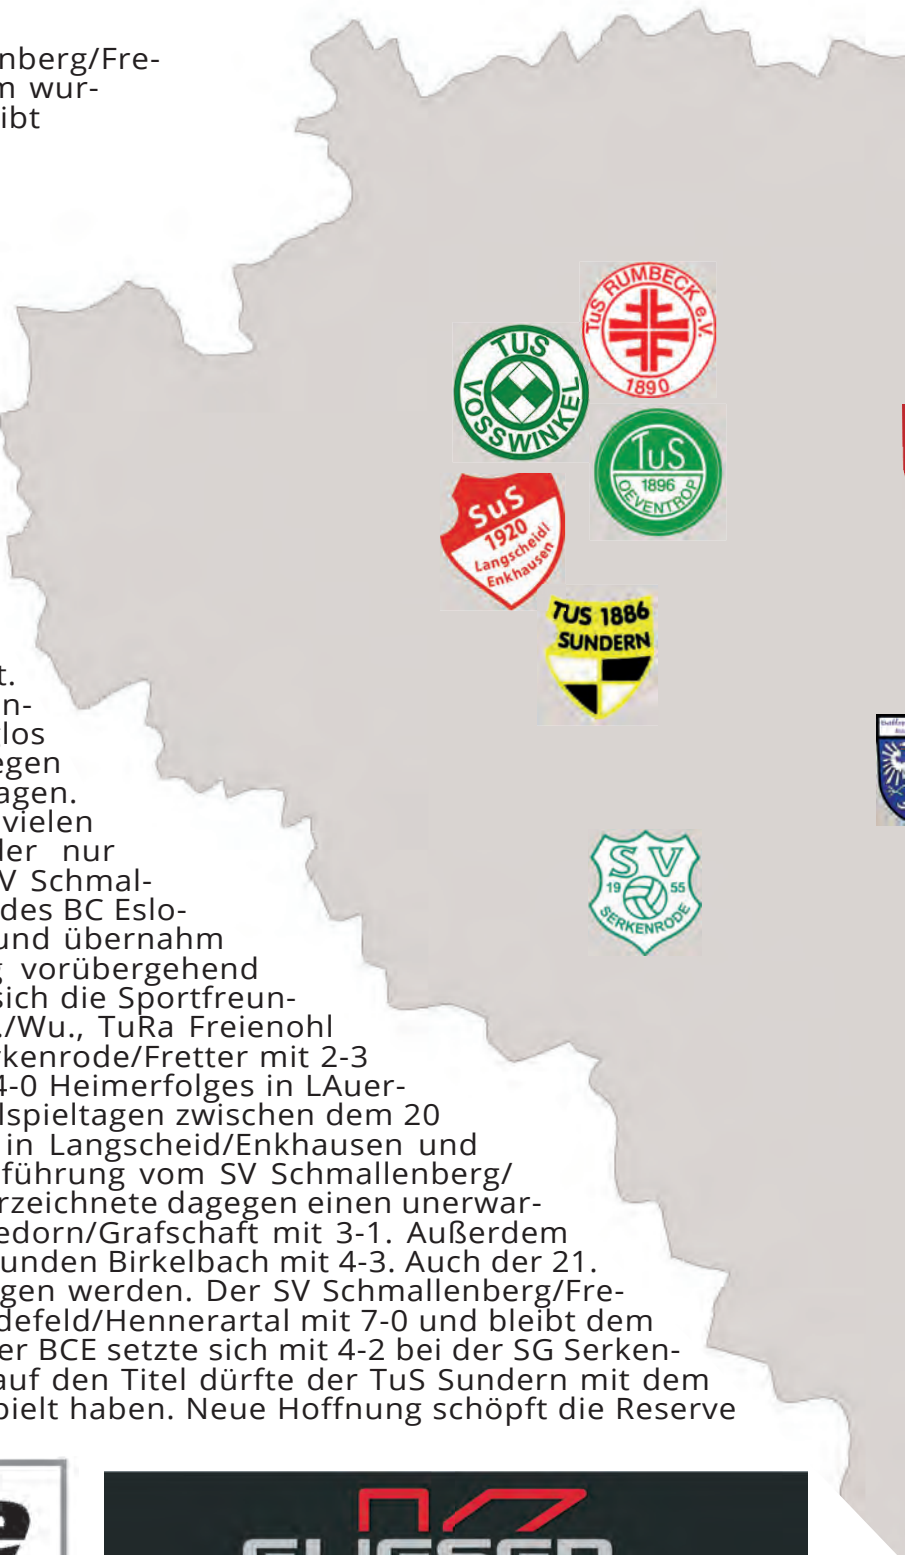 nberg/Fre-
m wur-
ibt
TuS RUMBECK e.V.
1890
TUS
VOSSWINKEL
TuS
1896
OEVENTROP
SuS
1920
Langscheid/
Enkhausen
TUS 1886
SUNDERN
SV
19 55
SERKENRODE
t.
n-
los
egen
agen.
vielen
der nur
V Schmal-
des BC Eslo-
und übernahm
g vorübergehend
sich die Sportfreun-
./Wu., TuRa Freienohl
rkenrode/Fretter mit 2-3
4-0 Heimerfolges in LAuer-
lspieltagen zwischen dem 20
in Langscheid/Enkhausen und
führung vom SV Schmallenberg/
rzeichnete dagegen einen unerwar-
edorn/Grafschaft mit 3-1. Außerdem
unden Birkelbach mit 4-3. Auch der 21.
gen werden. Der SV Schmallenberg/Fre-
defeld/Hennerartal mit 7-0 und bleibt dem
er BCE setzte sich mit 4-2 bei der SG Serken-
auf den Titel dürfte der TuS Sundern mit dem
pielt haben. Neue Hoffnung schöpft die Reserve
e
FLIESEN